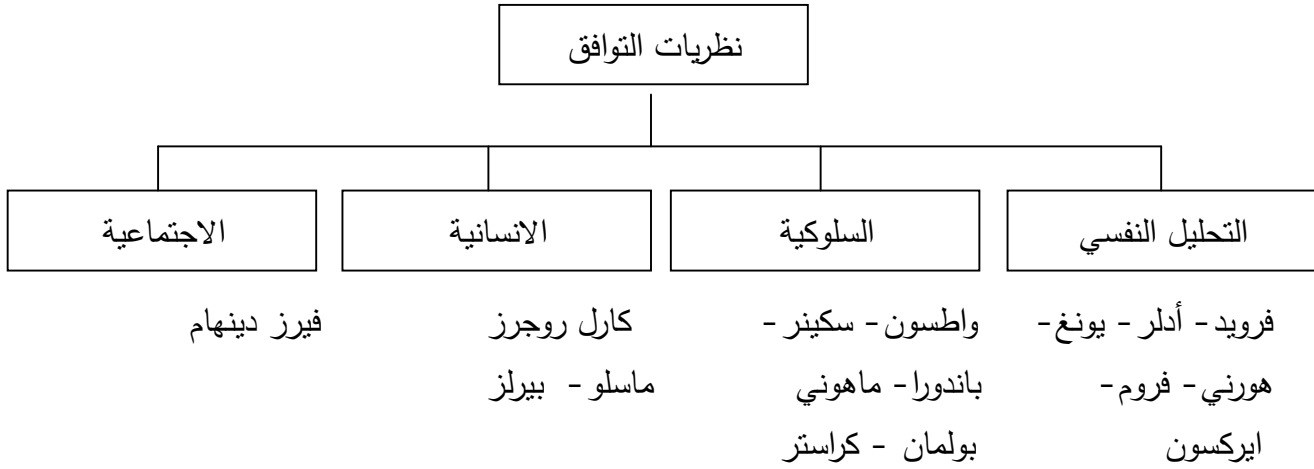 نظريات التوافق
التحليل النفسي
فرويد - أدلر - يونغ -
هورني - فروم -
ايركسون
السلوكية
واطسون - سكينر -
باندورا - ماهوني
بولمان - كراستر
الانسانية
كارل روجرز
ماسلو - بيرلز
الاجتماعية
فيرز دينهام